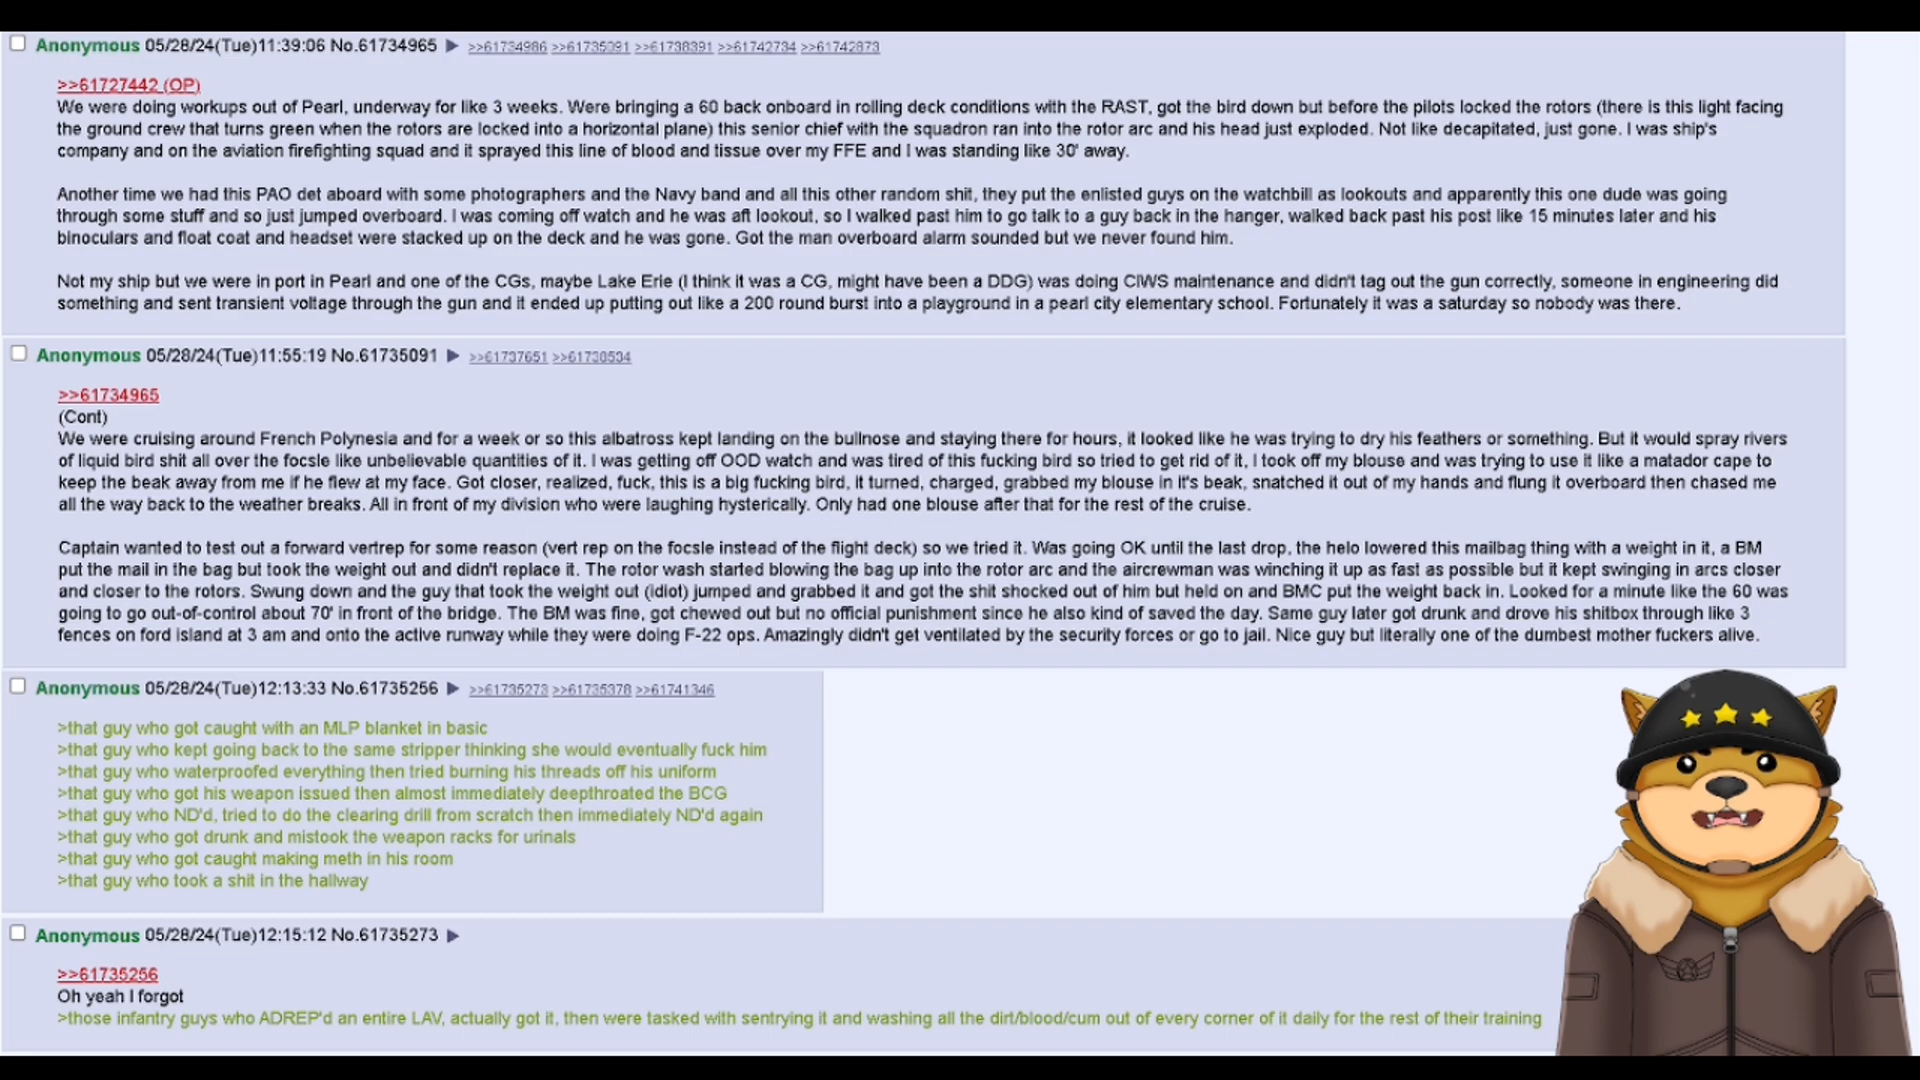 Anonymous 05/28/24(Tue)11:39:06 No.61734965 ▶ >>61734986 >>61735091 >>61738391 >>61742734 >>61742873
>>61727442 (OP)
We were doing workups out of Pearl, underway for like 3 weeks. Were bringing a 60 back onboard in rolling deck conditions with the RAST, got the bird down but before the pilots locked the rotors (there is this light facing
the ground crew that turns green when the rotors are locked into a horizontal plane) this senior chief with the squadron ran into the rotor arc and his head just exploded. Not like decapitated, just gone. I was ship's
company and on the aviation firefighting squad and it sprayed this line of blood and tissue over my FFE and I was standing like 30' away.
Another time we had this PAO det aboard with some photographers and the Navy band and all this other random shit, they put the enlisted guys on the watchbill as lookouts and apparently this one dude was going
through some stuff and so just jumped overboard. I was coming off watch and he was aft lookout, so I walked past him to go talk to a guy back in the hanger, walked back past his post like 15 minutes later and his
binoculars and float coat and headset were stacked up on the deck and he was gone. Got the man overboard alarm sounded but we never found him.
Not my ship but we were in port in Pearl and one of the CGs, maybe Lake Erie (I think it was a CG, might have been a DDG) was doing CIWS maintenance and didn't tag out the gun correctly, someone in engineering did
something and sent transient voltage through the gun and it ended up putting out like a 200 round burst into a playground in a pearl city elementary school. Fortunately it was a saturday so nobody was there.
Anonymous 05/28/24(Tue)11:55:19 No.61735091 ▶ >>61737651 >>61738534
>>61734965
(Cont)
We were cruising around French Polynesia and for a week or so this albatross kept landing on the bullnose and staying there for hours, it looked like he was trying to dry his feathers or something. But it would spray rivers
of liquid bird shit all over the focsle like unbelievable quantities of it. I was getting off OOD watch and was tired of this fucking bird so tried to get rid of it, I took off my blouse and was trying to use it like a matador cape to
keep the beak away from me if he flew at my face. Got closer, realized, fuck, this is a big fucking bird, it turned, charged, grabbed my blouse in it's beak, snatched it out of my hands and flung it overboard then chased me
all the way back to the weather breaks. All in front of my division who were laughing hysterically. Only had one blouse after that for the rest of the cruise.
Captain wanted to test out a forward vertrep for some reason (vert rep on the focsle instead of the flight deck) so we tried it. Was going OK until the last drop, the helo lowered this mailbag thing with a weight in it, a BM
put the mail in the bag but took the weight out and didn't replace it. The rotor wash started blowing the bag up into the rotor arc and the aircrewman was winching it up as fast as possible but it kept swinging in arcs closer
and closer to the rotors. Swung down and the guy that took the weight out (idiot) jumped and grabbed it and got the shit shocked out of him but held on and BMC put the weight back in. Looked for a minute like the 60 was
going to go out-of-control about 70' in front of the bridge. The BM was fine, got chewed out but no official punishment since he also kind of saved the day. Same guy later got drunk and drove his shitbox through like 3
fences on ford island at 3 am and onto the active runway while they were doing F-22 ops. Amazingly didn't get ventilated by the security forces or go to jail. Nice guy but literally one of the dumbest mother fuckers alive.
Anonymous 05/28/24(Tue)12:13:33 No.61735256 ▶ >>61735273 >>61735378 >>61741346
>that guy who got caught with an MLP blanket in basic
>that guy who kept going back to the same stripper thinking she would eventually fuck him
>that guy who waterproofed everything then tried burning his threads off his uniform
>that guy who got his weapon issued then almost immediately deepthroated the BCG
>that guy who ND'd, tried to do the clearing drill from scratch then immediately ND'd again
>that guy who got drunk and mistook the weapon racks for urinals
>that guy who got caught making meth in his room
>that guy who took a shit in the hallway
Anonymous 05/28/24(Tue)12:15:12 No.61735273 ▶
>>61735256
Oh yeah I forgot
>those infantry guys who ADREP'd an entire LAV, actually got it, then were tasked with sentrying it and washing all the dirt/blood/cum out of every corner of it daily for the rest of their training